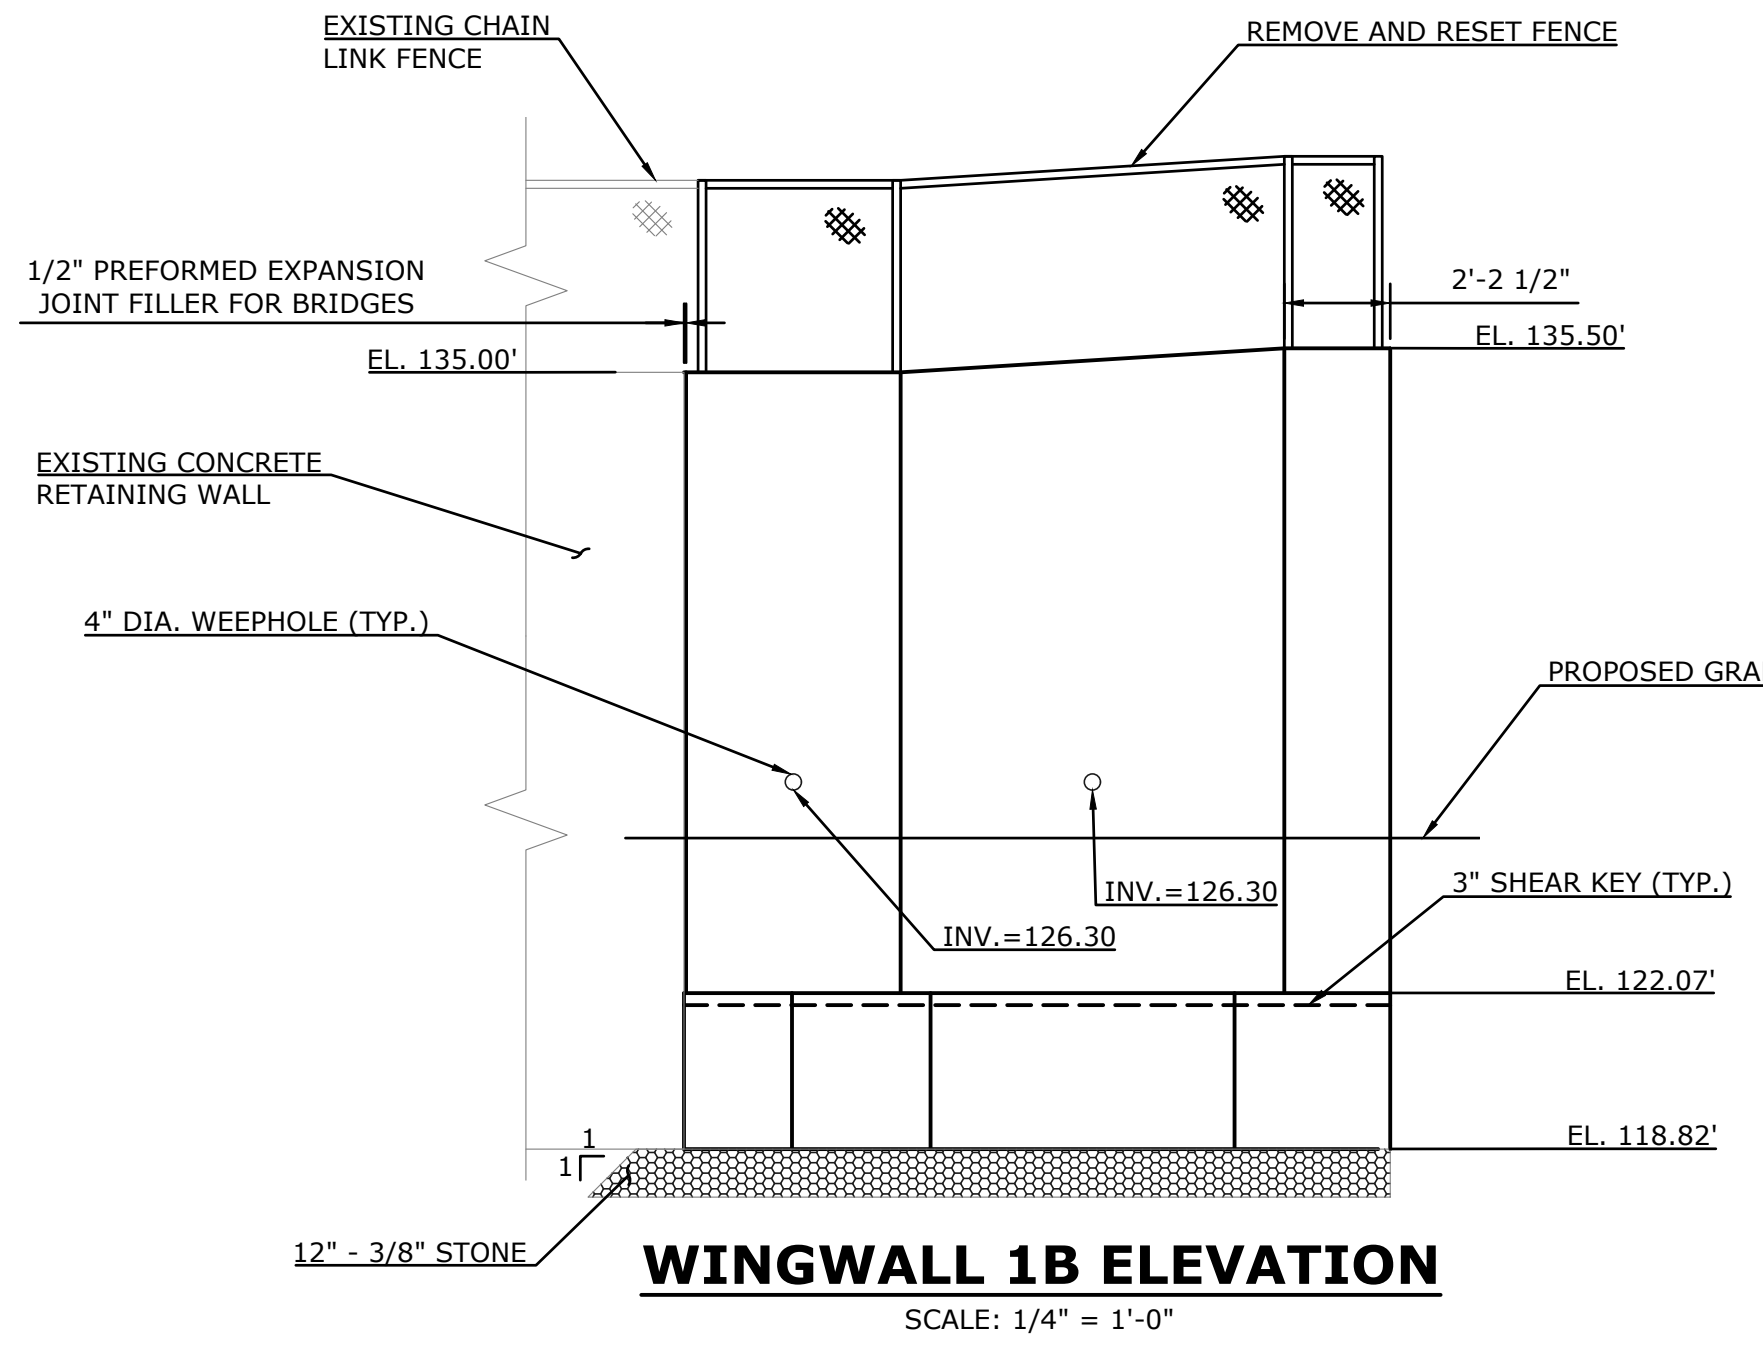 EXISTING CHAIN
LINK FENCE
REMOVE AND RESET FENCE
1/2" PREFORMED EXPANSION
JOINT FILLER FOR BRIDGES
2'-2 1/2"
EL. 135.00'
EL. 135.50'
EXISTING CONCRETE
RETAINING WALL
4" DIA. WEEPHOLE (TYP.)
PROPOSED
INV.=126.30
INV.=126.30
3" SHEAR KEY (TYP.)
EL. 122.07'
EL. 118.82'
1
1
12" - 3/8" STONE
WINGWALL 1B ELEVATION
SCALE: 1/4" = 1'-0"